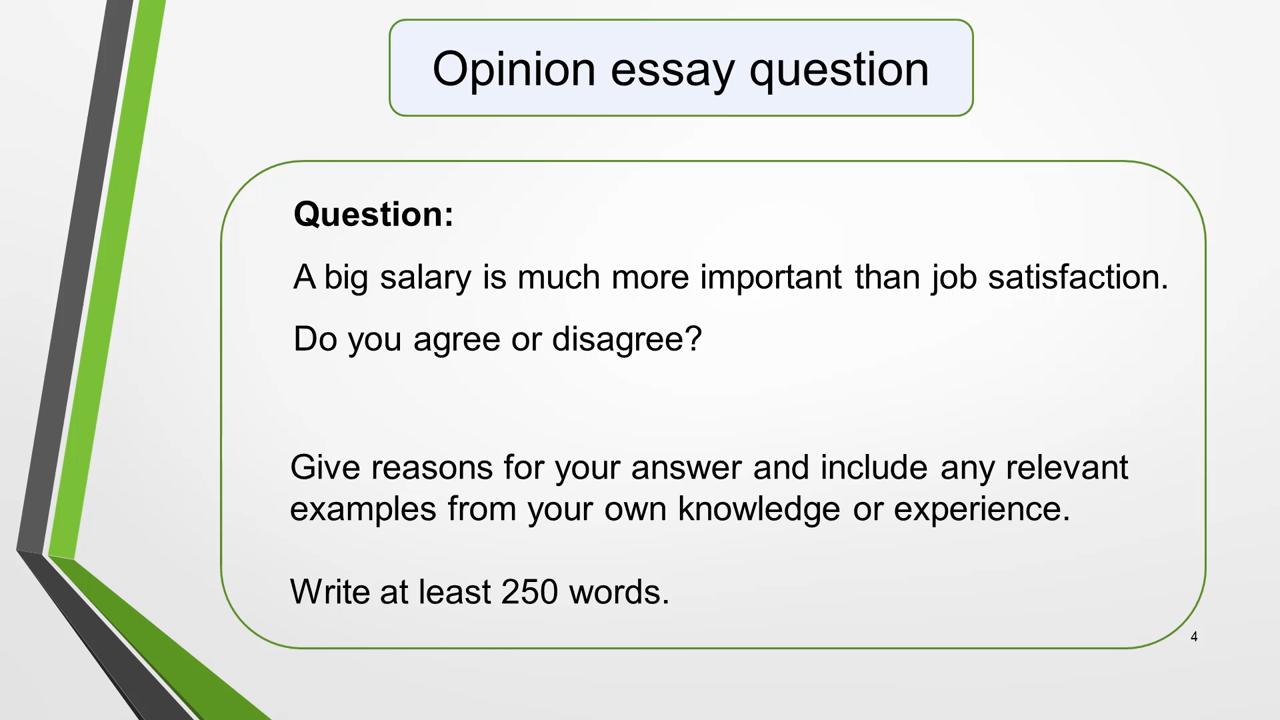 Opinion essay question
Question:
A big salary is much more important than job satisfaction.
Do you agree or disagree?
Give reasons for your answer and include any relevant
examples from your own knowledge or experience.
Write at least 250 words.
4